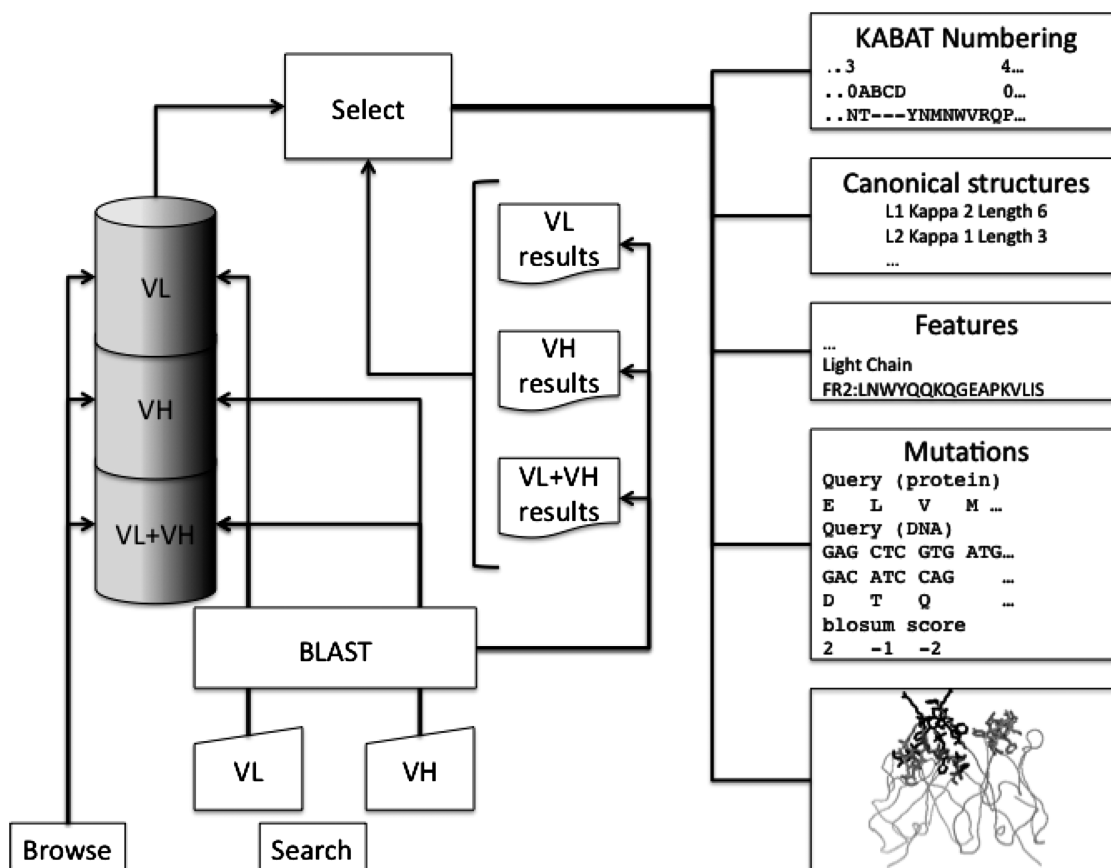 Select
VL
VH
VL+VH
VL
results
VH
results
VL+VH
results
BLAST
VL
VH
Browse
Search
KABAT Numbering
..3 4...
..0ABCD 0...
..NT---YNMNWVRQP...
Canonical structures
L1 Kappa 2 Length 6
L2 Kappa 1 Length 3
...
Features
...
Light Chain
FR2:LNWYQQKQGEAPKVLIS
Mutations
Query (protein)
E L V M ...
Query (DNA)
GAG CTC GTG ATG...
GAC ATC CAG ...
D T Q ...
blosum score
2 -1 -2